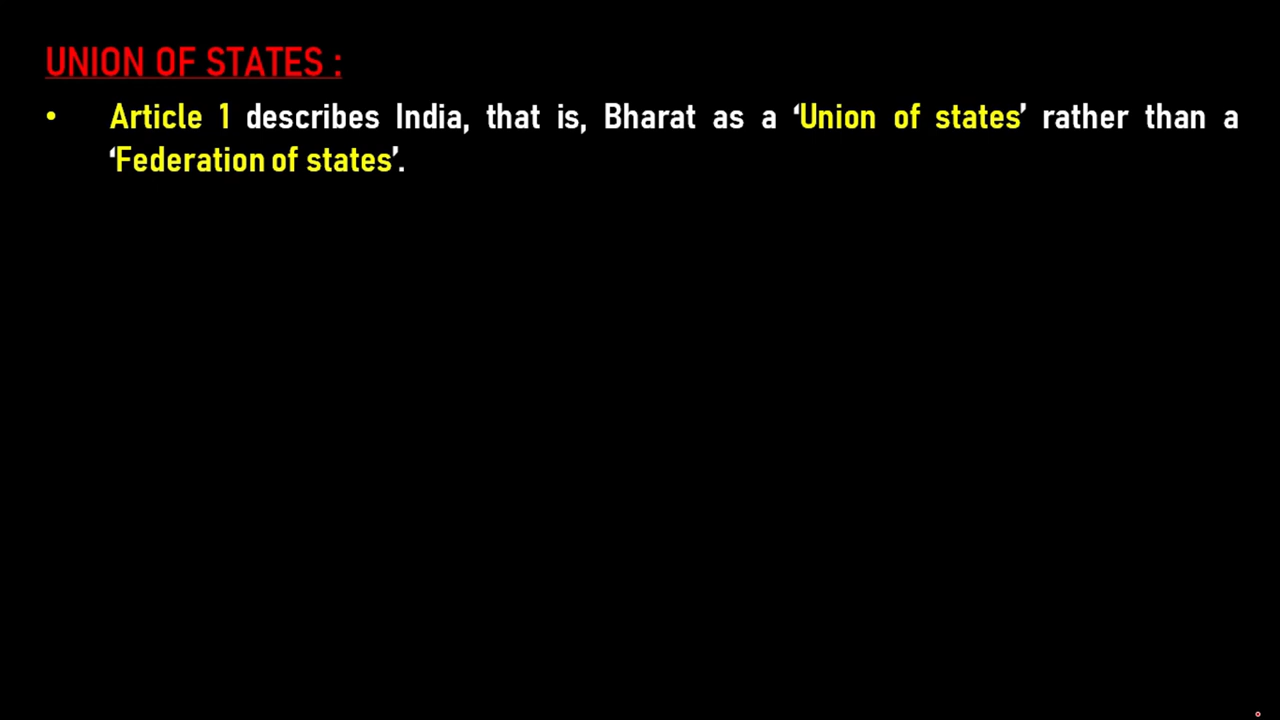 UNION OF STATES :
• Article 1 describes India, that is, Bharat as a ‘Union of states’ rather than a
‘Federation of states’.